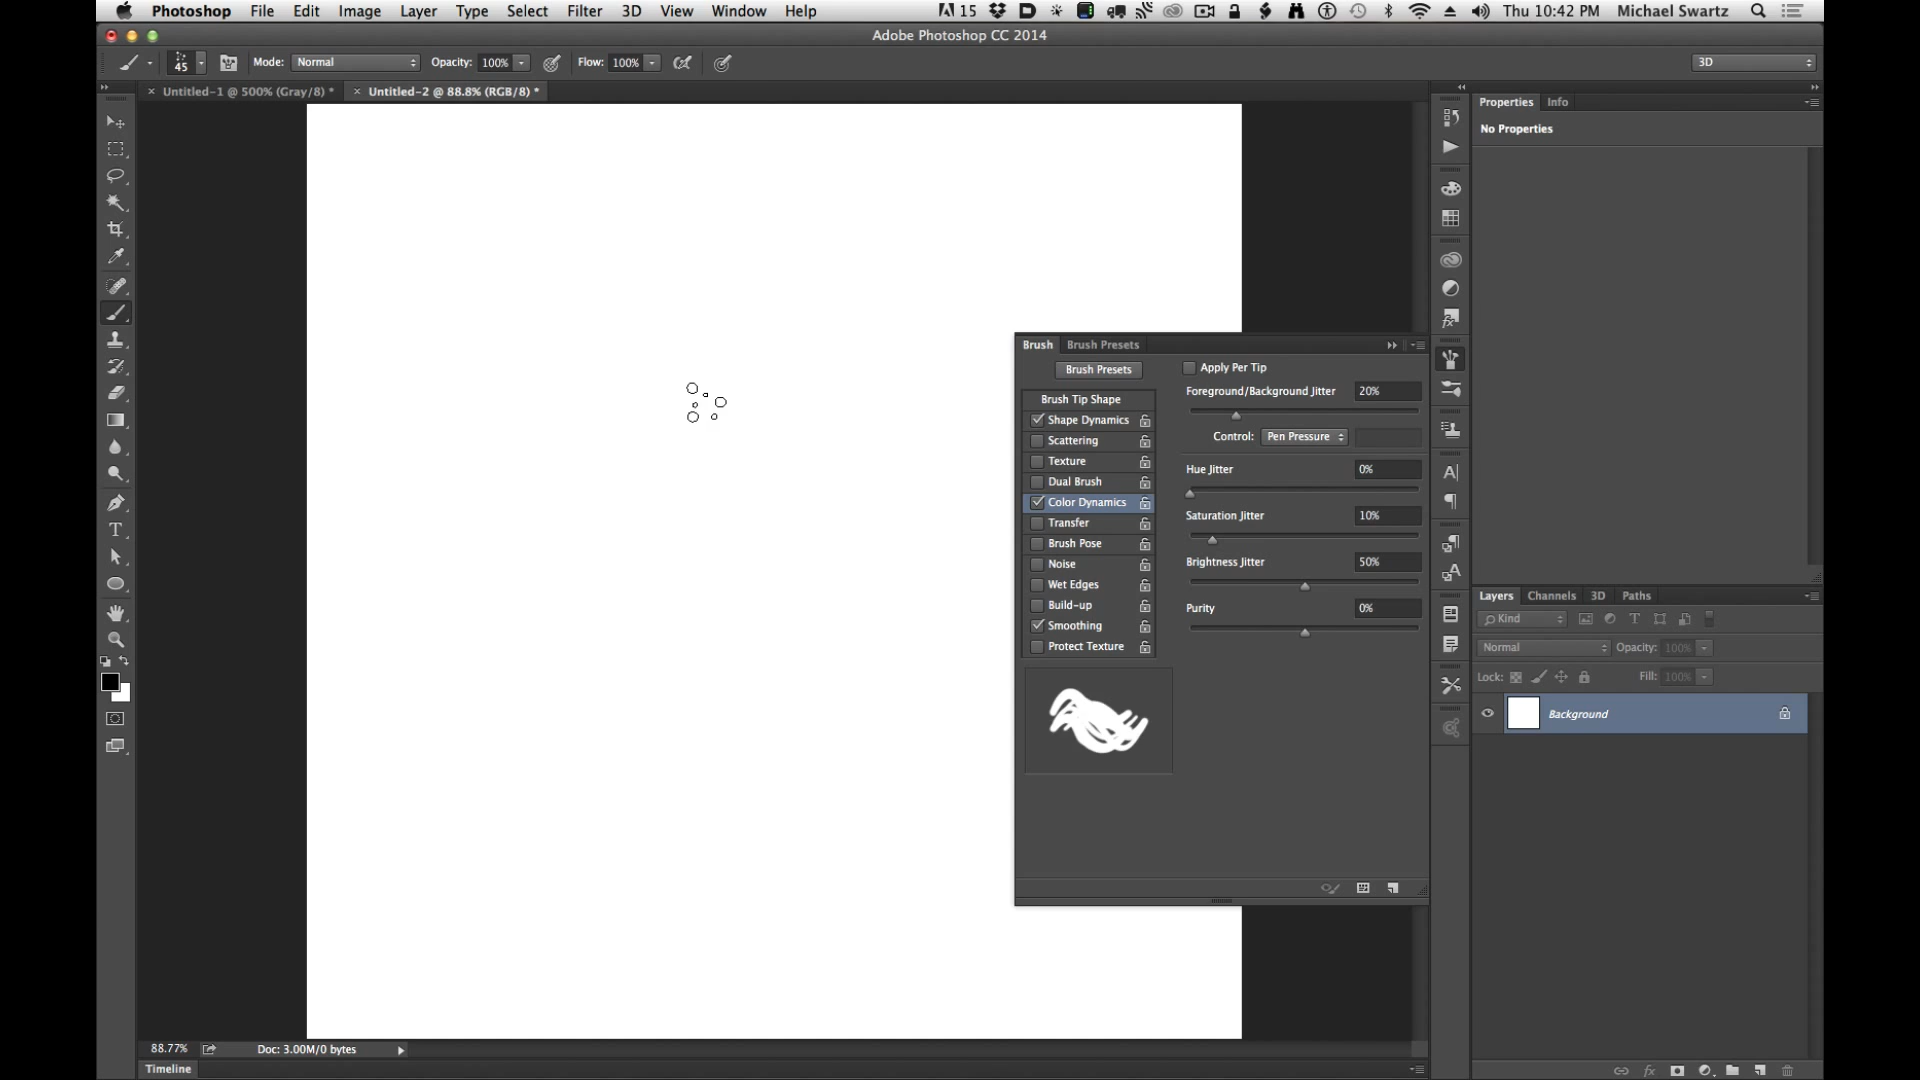 Photoshop File Edit Image Layer Type Select Filter 3D View Window Help 15 Thu 10:42 PM Michael Swartz
Adobe Photoshop CC 2014
45 Mode: Normal Opacity: 100% Flow: 100% 3D
Untitled-1 @ 500% (Gray/8) * Untitled-2 @ 88.8% (RGB/8) *
Properties Info
No Properties
Brush Brush Presets
Brush Presets Apply Per Tip
Foreground/Background Jitter 20%
Brush Tip Shape
Shape Dynamics
Scattering Control: Pen Pressure
Texture Hue Jitter 0%
Dual Brush
Color Dynamics
Saturation Jitter 10%
Transfer
Brush Pose
Noise Brightness Jitter 50%
Wet Edges
Build-up Purity 0%
Smoothing
Protect Texture
Layers Channels 3D Paths
Kind
Normal Opacity: 100%
Lock: Fill: 100%
Background
88.77% Doc: 3.00M/0 bytes
Timeline